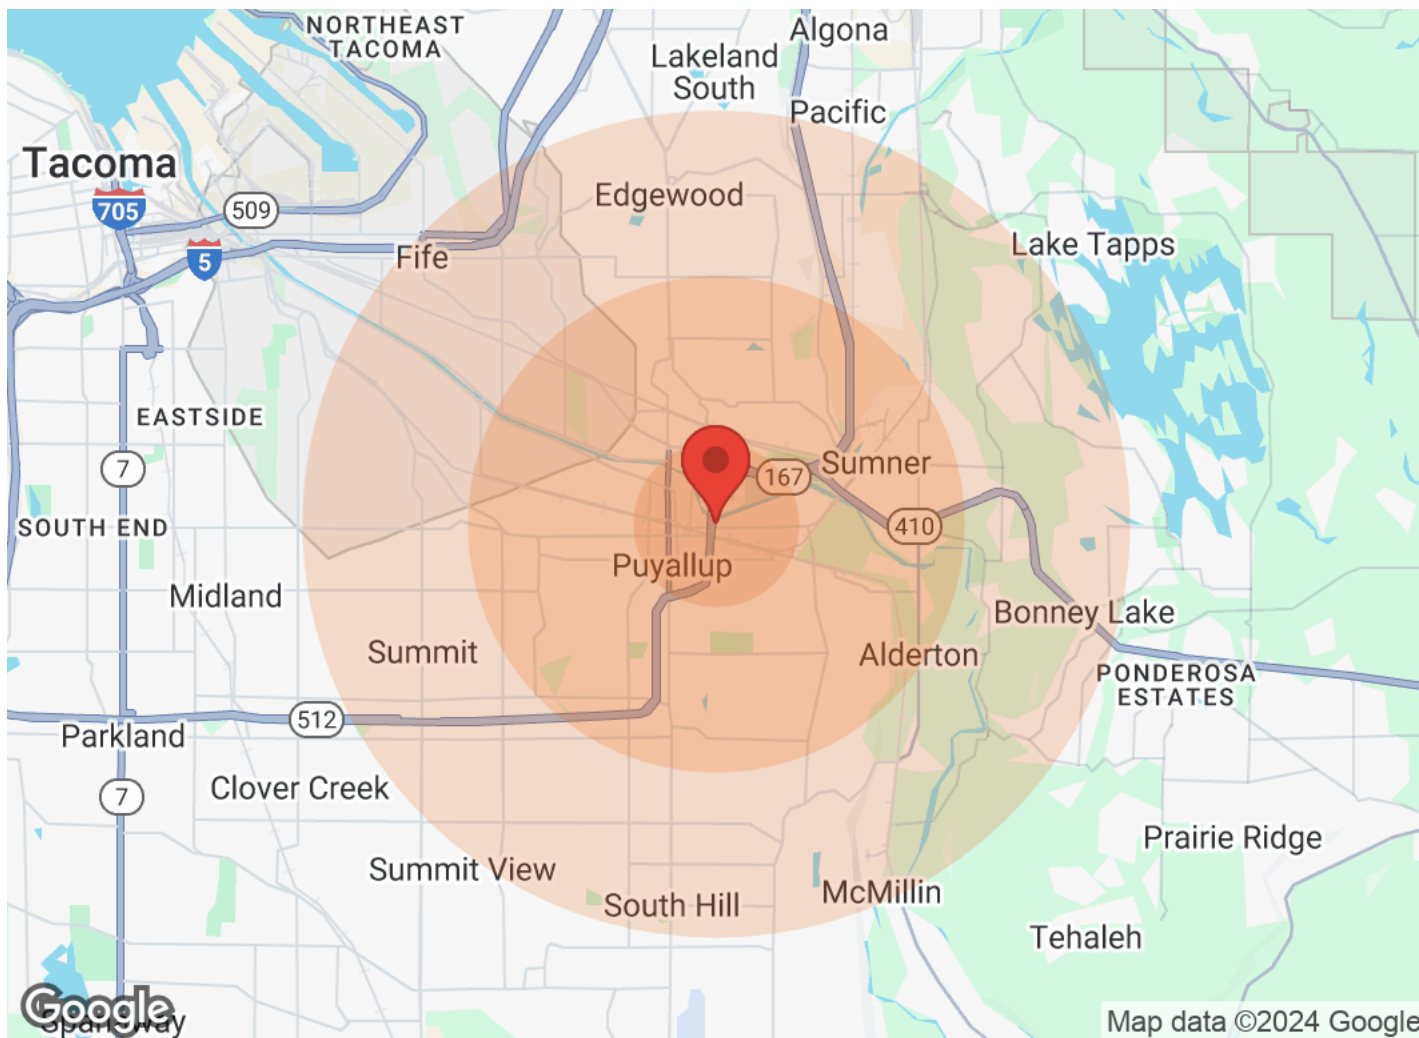 NORTHEAST
TACOMA
Algona
Lakeland
South
Pacific
Tacoma
705
509
Edgewood
5
Fife
Lake Tapps
EASTSIDE
7
167
Sumner
SOUTH END
410
Puyallup
Midland
Bonney Lake
Summit
Alderton
PONDEROSA
ESTATES
512
Parkland
7
Clover Creek
Prairie Ridge
Summit View
South Hill
McMillin
Tehaleh
Google
Spanaway
Map data ©2024 Google